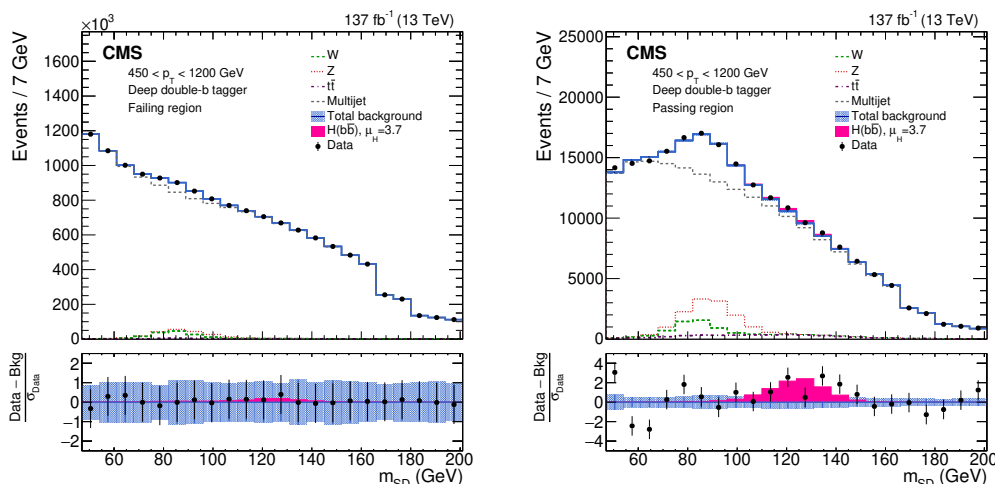 ×10³
137 fb⁻¹ (13 TeV)
CMS
450 < p_T < 1200 GeV
Deep double-b tagger
Failing region
W
Z
tt̄
Multijet
Total background
H(bb̄), μ_H=3.7
Data
Events / 7 GeV
1600
1400
1200
1000
800
600
400
200
0
Data − Bkg
σ_Data
2
1
0
−1
−2
60 80 100 120 140 160 180 200
m_SD (GeV)
137 fb⁻¹ (13 TeV)
CMS
450 < p_T < 1200 GeV
Deep double-b tagger
Passing region
W
Z
tt̄
Multijet
Total background
H(bb̄), μ_H=3.7
Data
Events / 7 GeV
25000
20000
15000
10000
5000
0
Data − Bkg
σ_Data
4
2
0
−2
−4
60 80 100 120 140 160 180 200
m_SD (GeV)